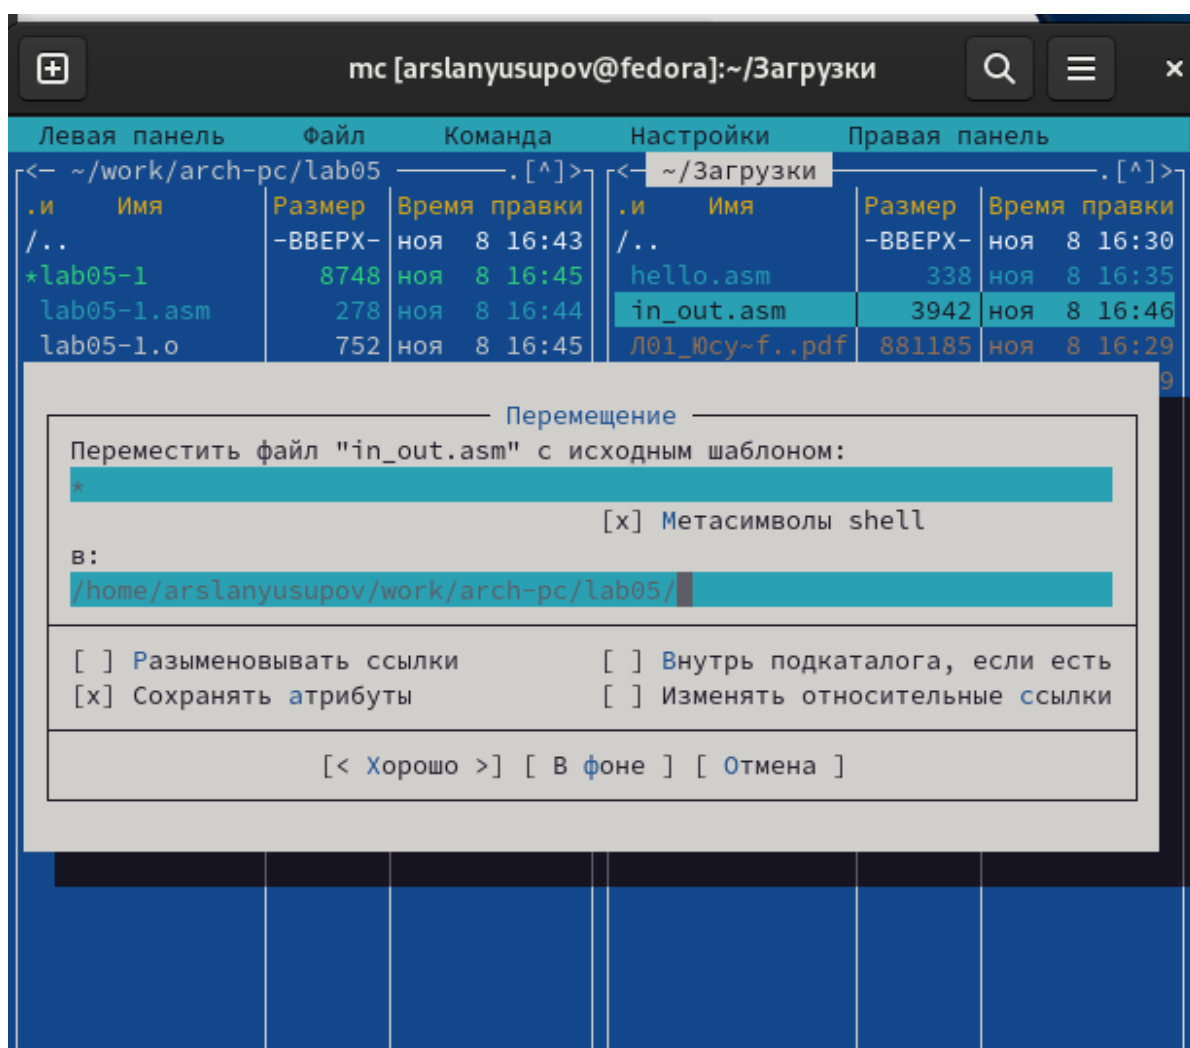 mc [arslanyusupov@fedora]:~/Загрузки
Левая панель Файл Команда Настройки Правая панель
<— ~/work/arch-pc/lab05 .[^]> <— ~/Загрузки .[^]>
.и Имя Размер Время правки .и Имя Размер Время правки
/.. -ВВЕРХ- ноя 8 16:43 /.. -ВВЕРХ- ноя 8 16:30
*lab05-1 8748 ноя 8 16:45 hello.asm 338 ноя 8 16:35
lab05-1.asm 278 ноя 8 16:44 in_out.asm 3942 ноя 8 16:46
lab05-1.o 752 ноя 8 16:45 Л01_Юсу~f..pdf 881185 ноя 8 16:29
9
Перемещение
Переместить файл "in_out.asm" с исходным шаблоном:
*
[x] Метасимволы shell
в:
/home/arslanyusupov/work/arch-pc/lab05/
[ ] Разыменовывать ссылки [ ] Внутрь подкаталога, если есть
[x] Сохранять атрибуты [ ] Изменять относительные ссылки
[< Хорошо >] [ В фоне ] [ Отмена ]